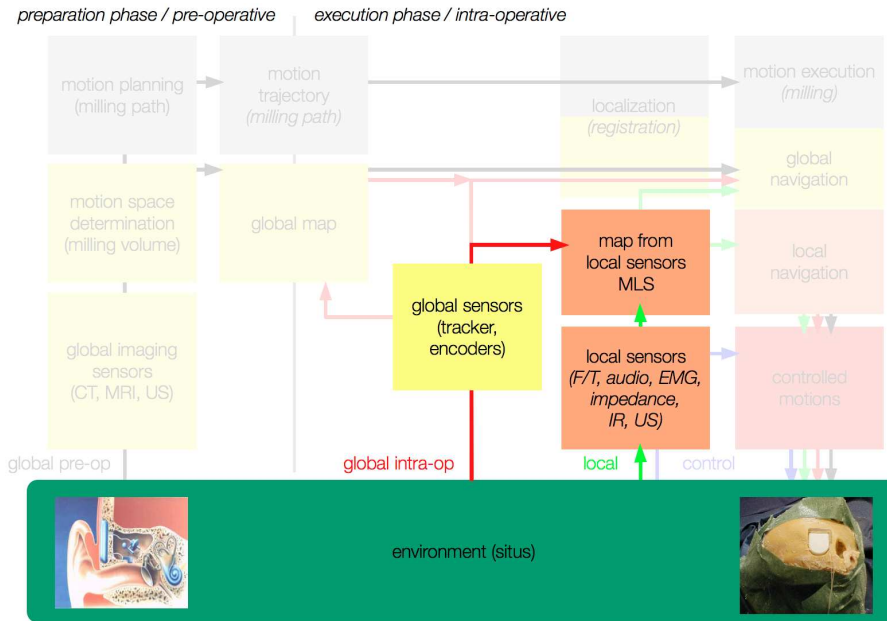 preparation phase / pre-operative
execution phase / intra-operative
motion planning
(milling path)
motion
trajectory
(milling path)
localization
(registration)
motion execution
(milling)
motion space
determination
(milling volume)
global map
global
navigation
map from
local sensors
MLS
local
navigation
global sensors
(tracker,
encoders)
global imaging
sensors
(CT, MRI, US)
local sensors
(F/T, audio, EMG,
impedance,
IR, US)
controlled
motions
global pre-op
global intra-op
local
control
environment (situs)